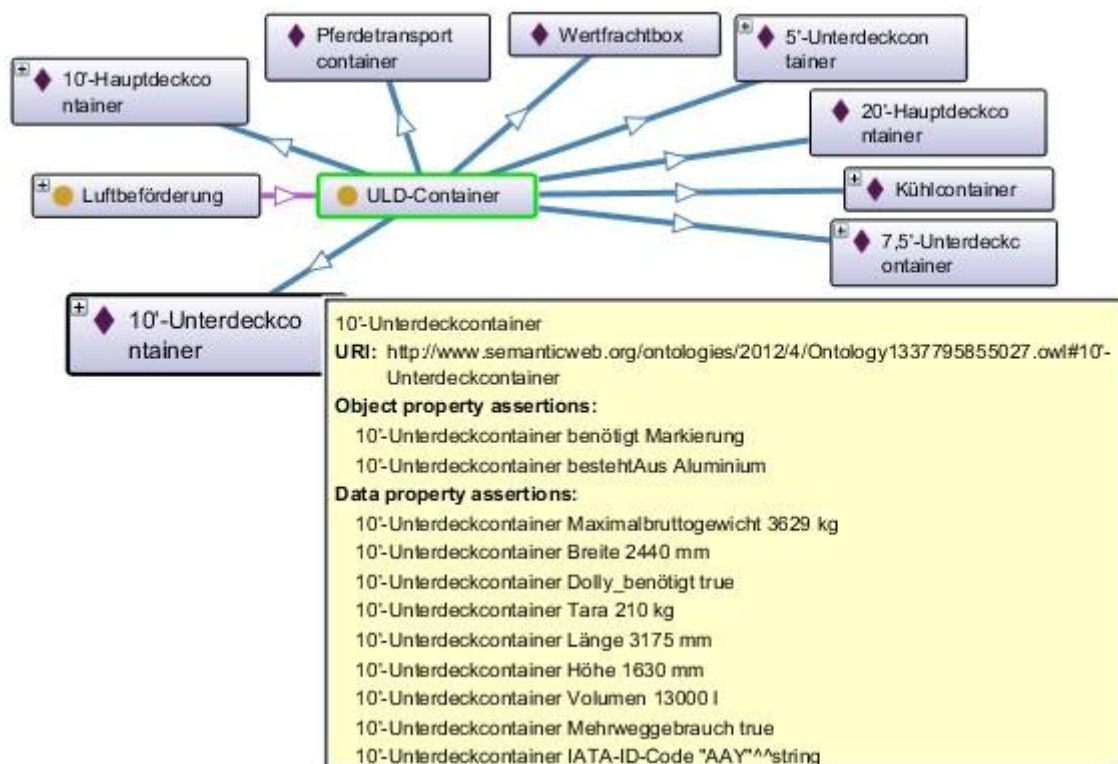 Pferdetransport
container
Wertfrachtbox
5'-Unterdeckcon
tainer
10'-Hauptdeckco
ntainer
20'-Hauptdeckco
ntainer
Luftbeförderung
ULD-Container
Kühlcontainer
7,5'-Unterdeckc
ontainer
10'-Unterdeckco
ntainer
10'-Unterdeckcontainer
URI: http://www.semanticweb.org/ontologies/2012/4/Ontology1337795855027.owl#10'-
Unterdeckcontainer
Object property assertions:
10'-Unterdeckcontainer benötigt Markierung
10'-Unterdeckcontainer bestehtAus Aluminium
Data property assertions:
10'-Unterdeckcontainer Maximalbruttogewicht 3629 kg
10'-Unterdeckcontainer Breite 2440 mm
10'-Unterdeckcontainer Dolly_benötigt true
10'-Unterdeckcontainer Tara 210 kg
10'-Unterdeckcontainer Länge 3175 mm
10'-Unterdeckcontainer Höhe 1630 mm
10'-Unterdeckcontainer Volumen 13000 l
10'-Unterdeckcontainer Mehrweggebrauch true
10'-Unterdeckcontainer IATA-ID-Code "AAY"^^string